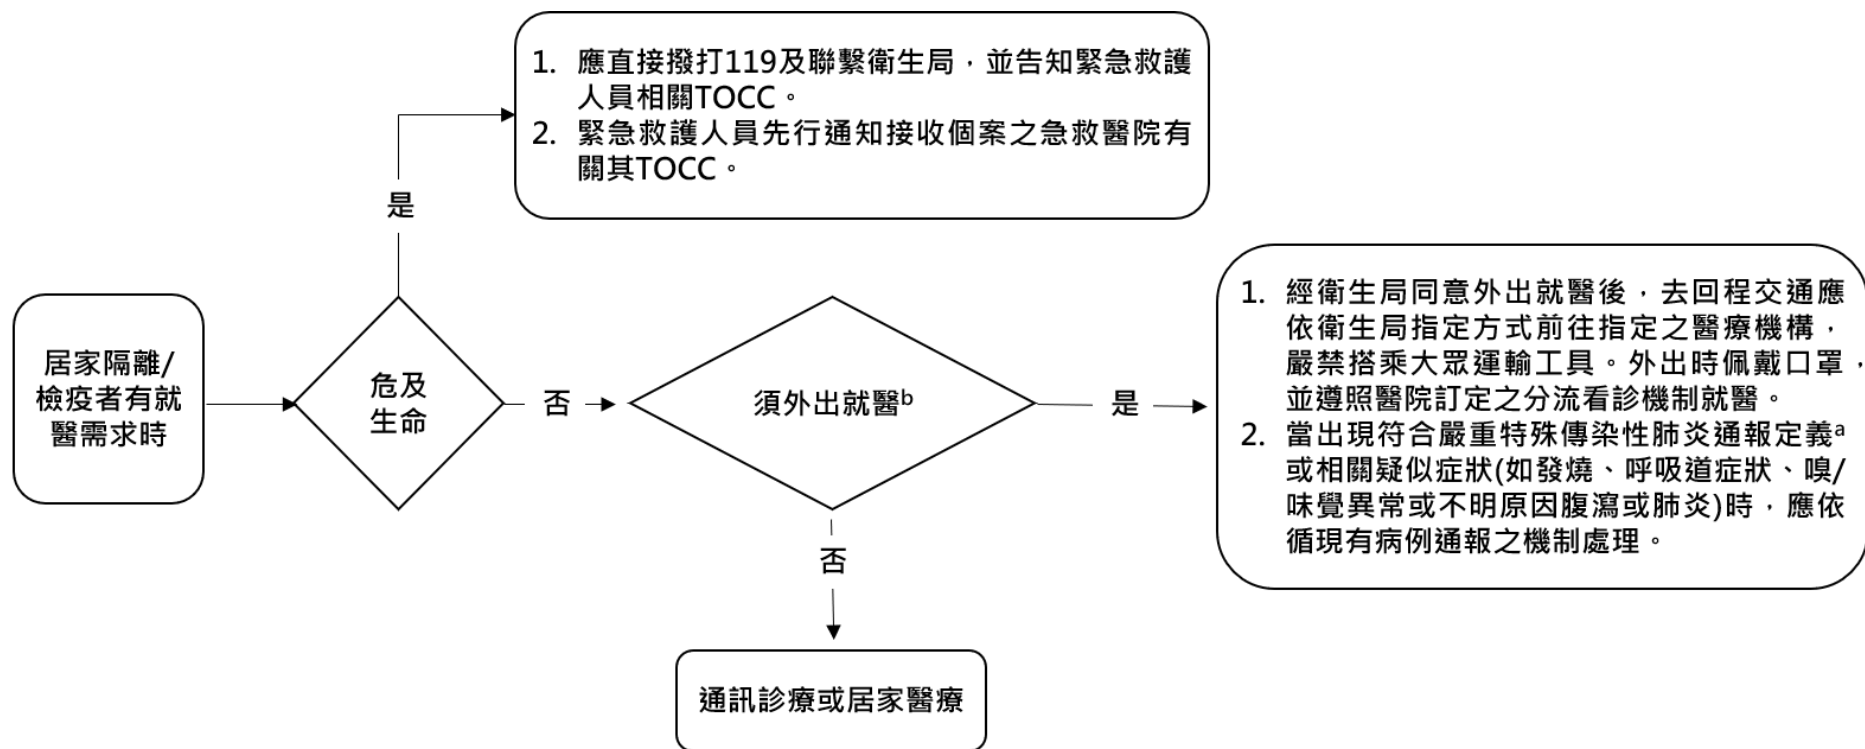 1. 應直接撥打119及聯繫衛生局，並告知緊急救護
人員相關TOCC。
2. 緊急救護人員先行通知接收個案之急救醫院有
關其TOCC。
是
居家隔離/
檢疫者有就
醫需求時
危及
生命
否
須外出就醫ᵇ
是
1. 經衛生局同意外出就醫後，去回程交通應
依衛生局指定方式前往指定之醫療機構，
嚴禁搭乘大眾運輸工具。外出時佩戴口罩，
並遵照醫院訂定之分流看診機制就醫。
2. 當出現符合嚴重特殊傳染性肺炎通報定義ᵃ
或相關疑似症狀(如發燒、呼吸道症狀、嗅/
味覺異常或不明原因腹瀉或肺炎)時，應依
循現有病例通報之機制處理。
否
通訊診療或居家醫療